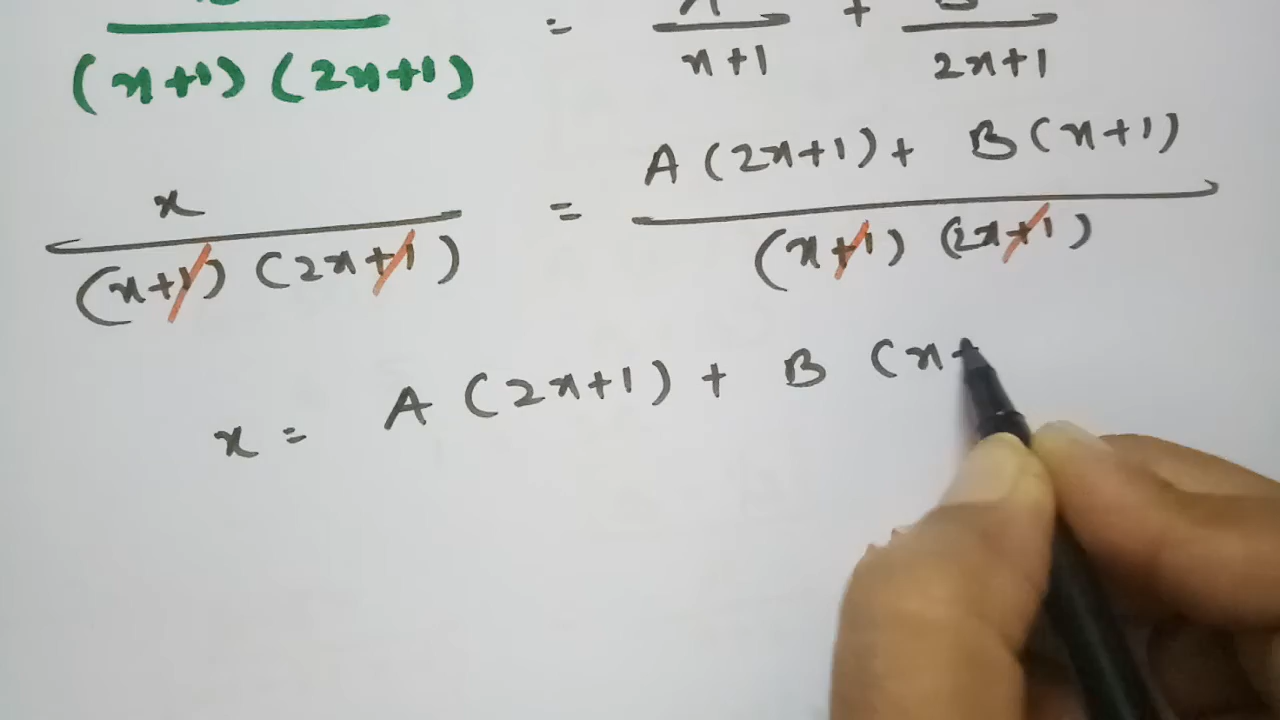 (x+1) (2x+1) = x+1 + 2x+1
A (2x+1) + B (x+1)
x / (x+1) (2x+1) = (x+1) (2x+1)
x = A (2x+1) + B (x+